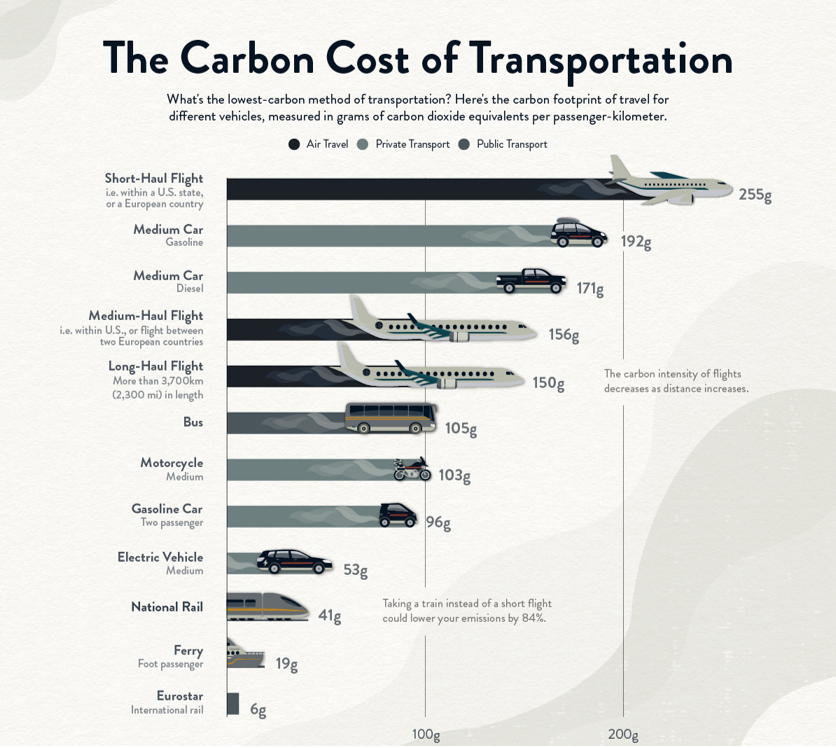 The Carbon Cost of Transportation
What's the lowest-carbon method of transportation? Here's the carbon footprint of travel for
different vehicles, measured in grams of carbon dioxide equivalents per passenger-kilometer.
Air Travel Private Transport Public Transport
Short-Haul Flight
i.e. within a U.S. state,
or a European country
255g
Medium Car
Gasoline
192g
Medium Car
Diesel
171g
Medium-Haul Flight
i.e. within U.S., or flight between
two European countries
156g
Long-Haul Flight
More than 3,700km
(2,300 mi) in length
150g
The carbon intensity of flights
decreases as distance increases.
Bus
105g
Motorcycle
Medium
103g
Gasoline Car
Two passenger
96g
Electric Vehicle
Medium
53g
National Rail
41g
Taking a train instead of a short flight
could lower your emissions by 84%.
Ferry
Foot passenger
19g
Eurostar
International rail
6g
100g 200g